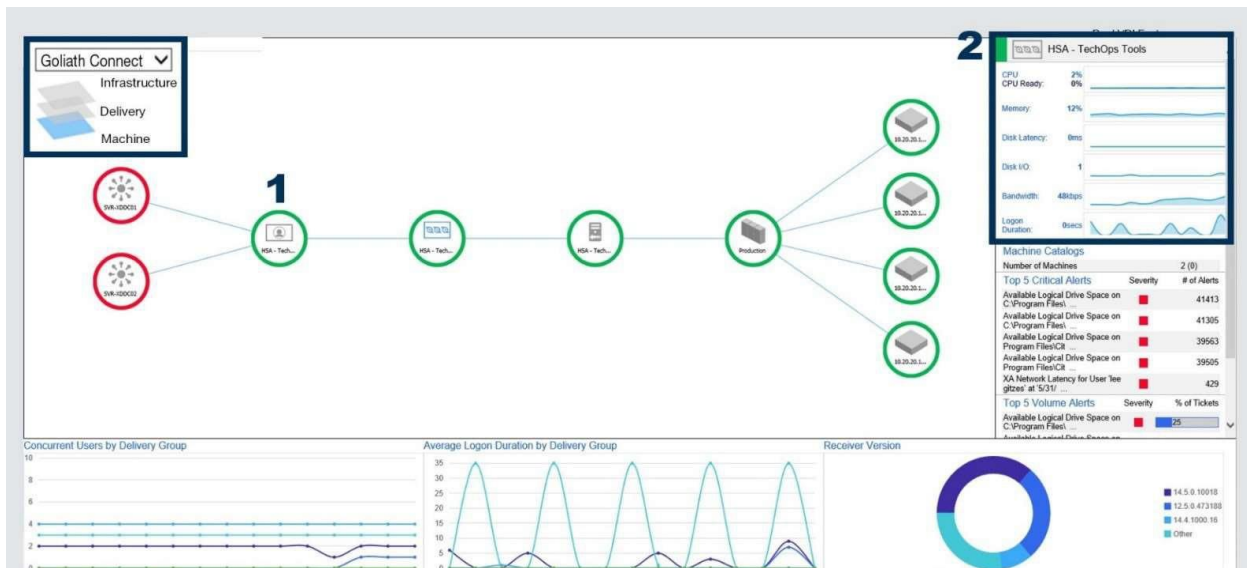 Goliath Connect
Infrastructure
Delivery
Machine
SVR-XDDC01
SVR-XDDC02
1
HSA - Tech...
HSA - Tech...
HSA - Tech...
Production
10.20.20.1...
10.20.20.1...
10.20.20.1...
10.20.20.1...
2
HSA - TechOps Tools
CPU 2%
CPU Ready: 0%
Memory: 12%
Disk Latency: 0ms
Disk I/O: 1
Bandwidth: 48kbps
Logon
Duration: 0secs
Machine Catalogs
Number of Machines 2 (0)
Top 5 Critical Alerts Severity # of Alerts
Available Logical Drive Space on
C:\Program Files\ ... 41413
Available Logical Drive Space on
C:\Program Files\ ... 41305
Available Logical Drive Space on
Program Files\Cit ... 39563
Available Logical Drive Space on
Program Files\Cit ... 39505
XA Network Latency for User 'lee
gitzes' at '5/31/ ... 429
Top 5 Volume Alerts Severity % of Tickets
Available Logical Drive Space on
C:\Program Files\ ... 25
Concurrent Users by Delivery Group
10
8
6
4
2
0
Average Logon Duration by Delivery Group
35
30
25
20
15
10
5
0
Receiver Version
14.5.0.10018
12.5.0.473188
14.4.1000.16
Other